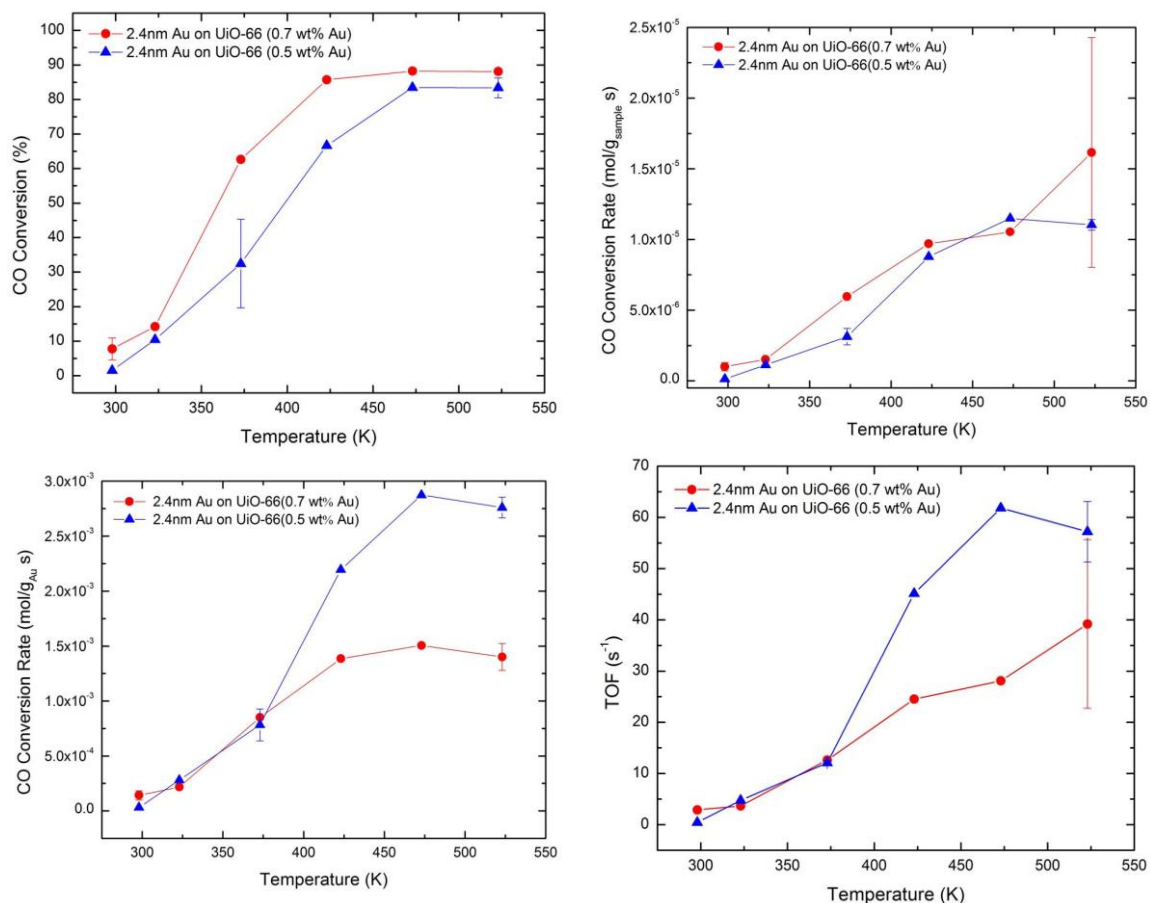 2.4nm Au on UiO-66 (0.7 wt% Au)
2.4nm Au on UiO-66 (0.5 wt% Au)
100
90
80
70
60
50
40
30
20
10
0
CO Conversion (%)
300 350 400 450 500 550
Temperature (K)
2.4nm Au on UiO-66(0.7 wt% Au)
2.4nm Au on UiO-66(0.5 wt% Au)
2.5x10⁻⁵
2.0x10⁻⁵
1.5x10⁻⁵
1.0x10⁻⁵
5.0x10⁻⁶
0.0
CO Conversion Rate (mol/g_sample s)
300 350 400 450 500 550
Temperature (K)
2.4nm Au on UiO-66(0.7 wt% Au)
2.4nm Au on UiO-66(0.5 wt% Au)
3.0x10⁻³
2.5x10⁻³
2.0x10⁻³
1.5x10⁻³
1.0x10⁻³
5.0x10⁻⁴
0.0
CO Conversion Rate (mol/g_Au s)
300 350 400 450 500 550
Temperature (K)
2.4nm Au on UiO-66 (0.7 wt% Au)
2.4nm Au on UiO-66 (0.5 wt% Au)
70
60
50
40
30
20
10
0
TOF (s⁻¹)
300 350 400 450 500 550
Temperature (K)